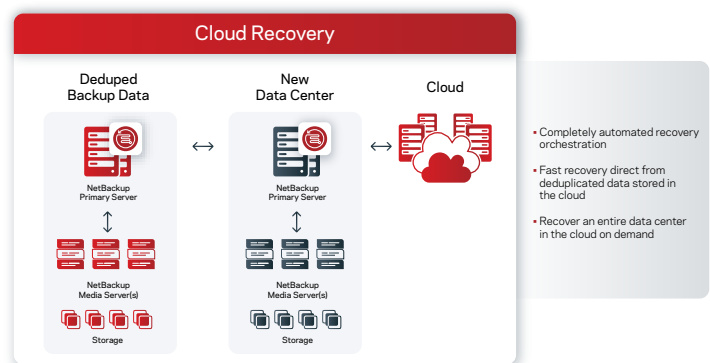 Cloud Recovery
Deduped
Backup Data
New
Data Center
Cloud
NetBackup
Primary Server
NetBackup
Primary Server
NetBackup
Media Server(s)
NetBackup
Media Server(s)
Storage
Storage
▪ Completely automated recovery
orchestration
▪ Fast recovery direct from
deduplicated data stored in
the cloud
▪ Recover an entire data center
in the cloud on demand